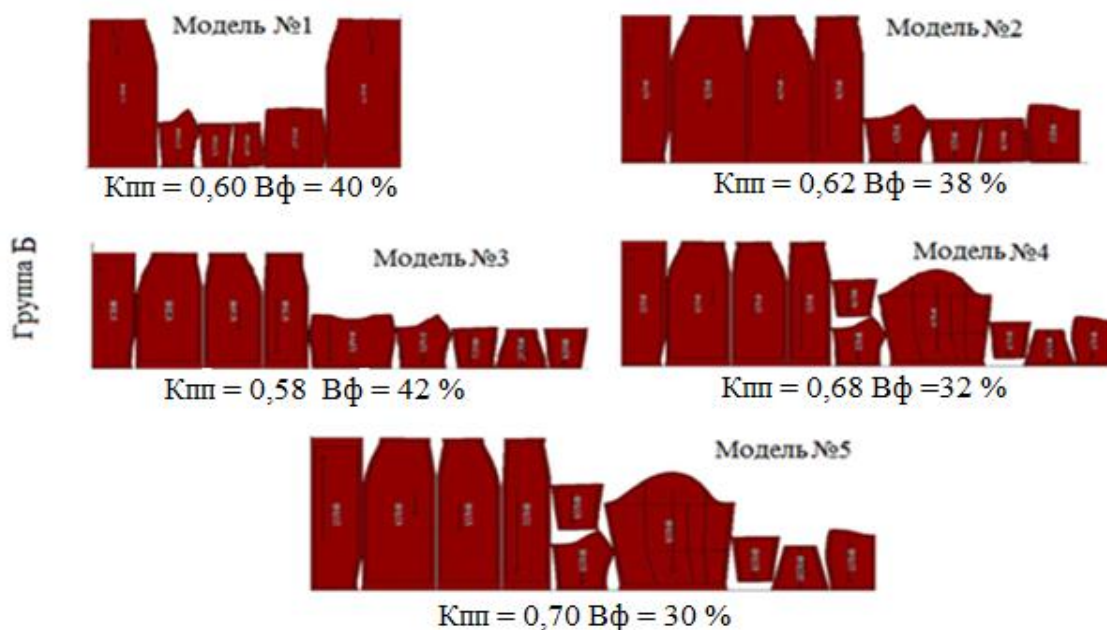 Модель №1
Модель №2
Кпп = 0,60 Вф = 40 %
Кпп = 0,62 Вф = 38 %
Группа Б
Модель №3
Модель №4
Кпп = 0,58 Вф = 42 %
Кпп = 0,68 Вф =32 %
Модель №5
Кпп = 0,70 Вф = 30 %